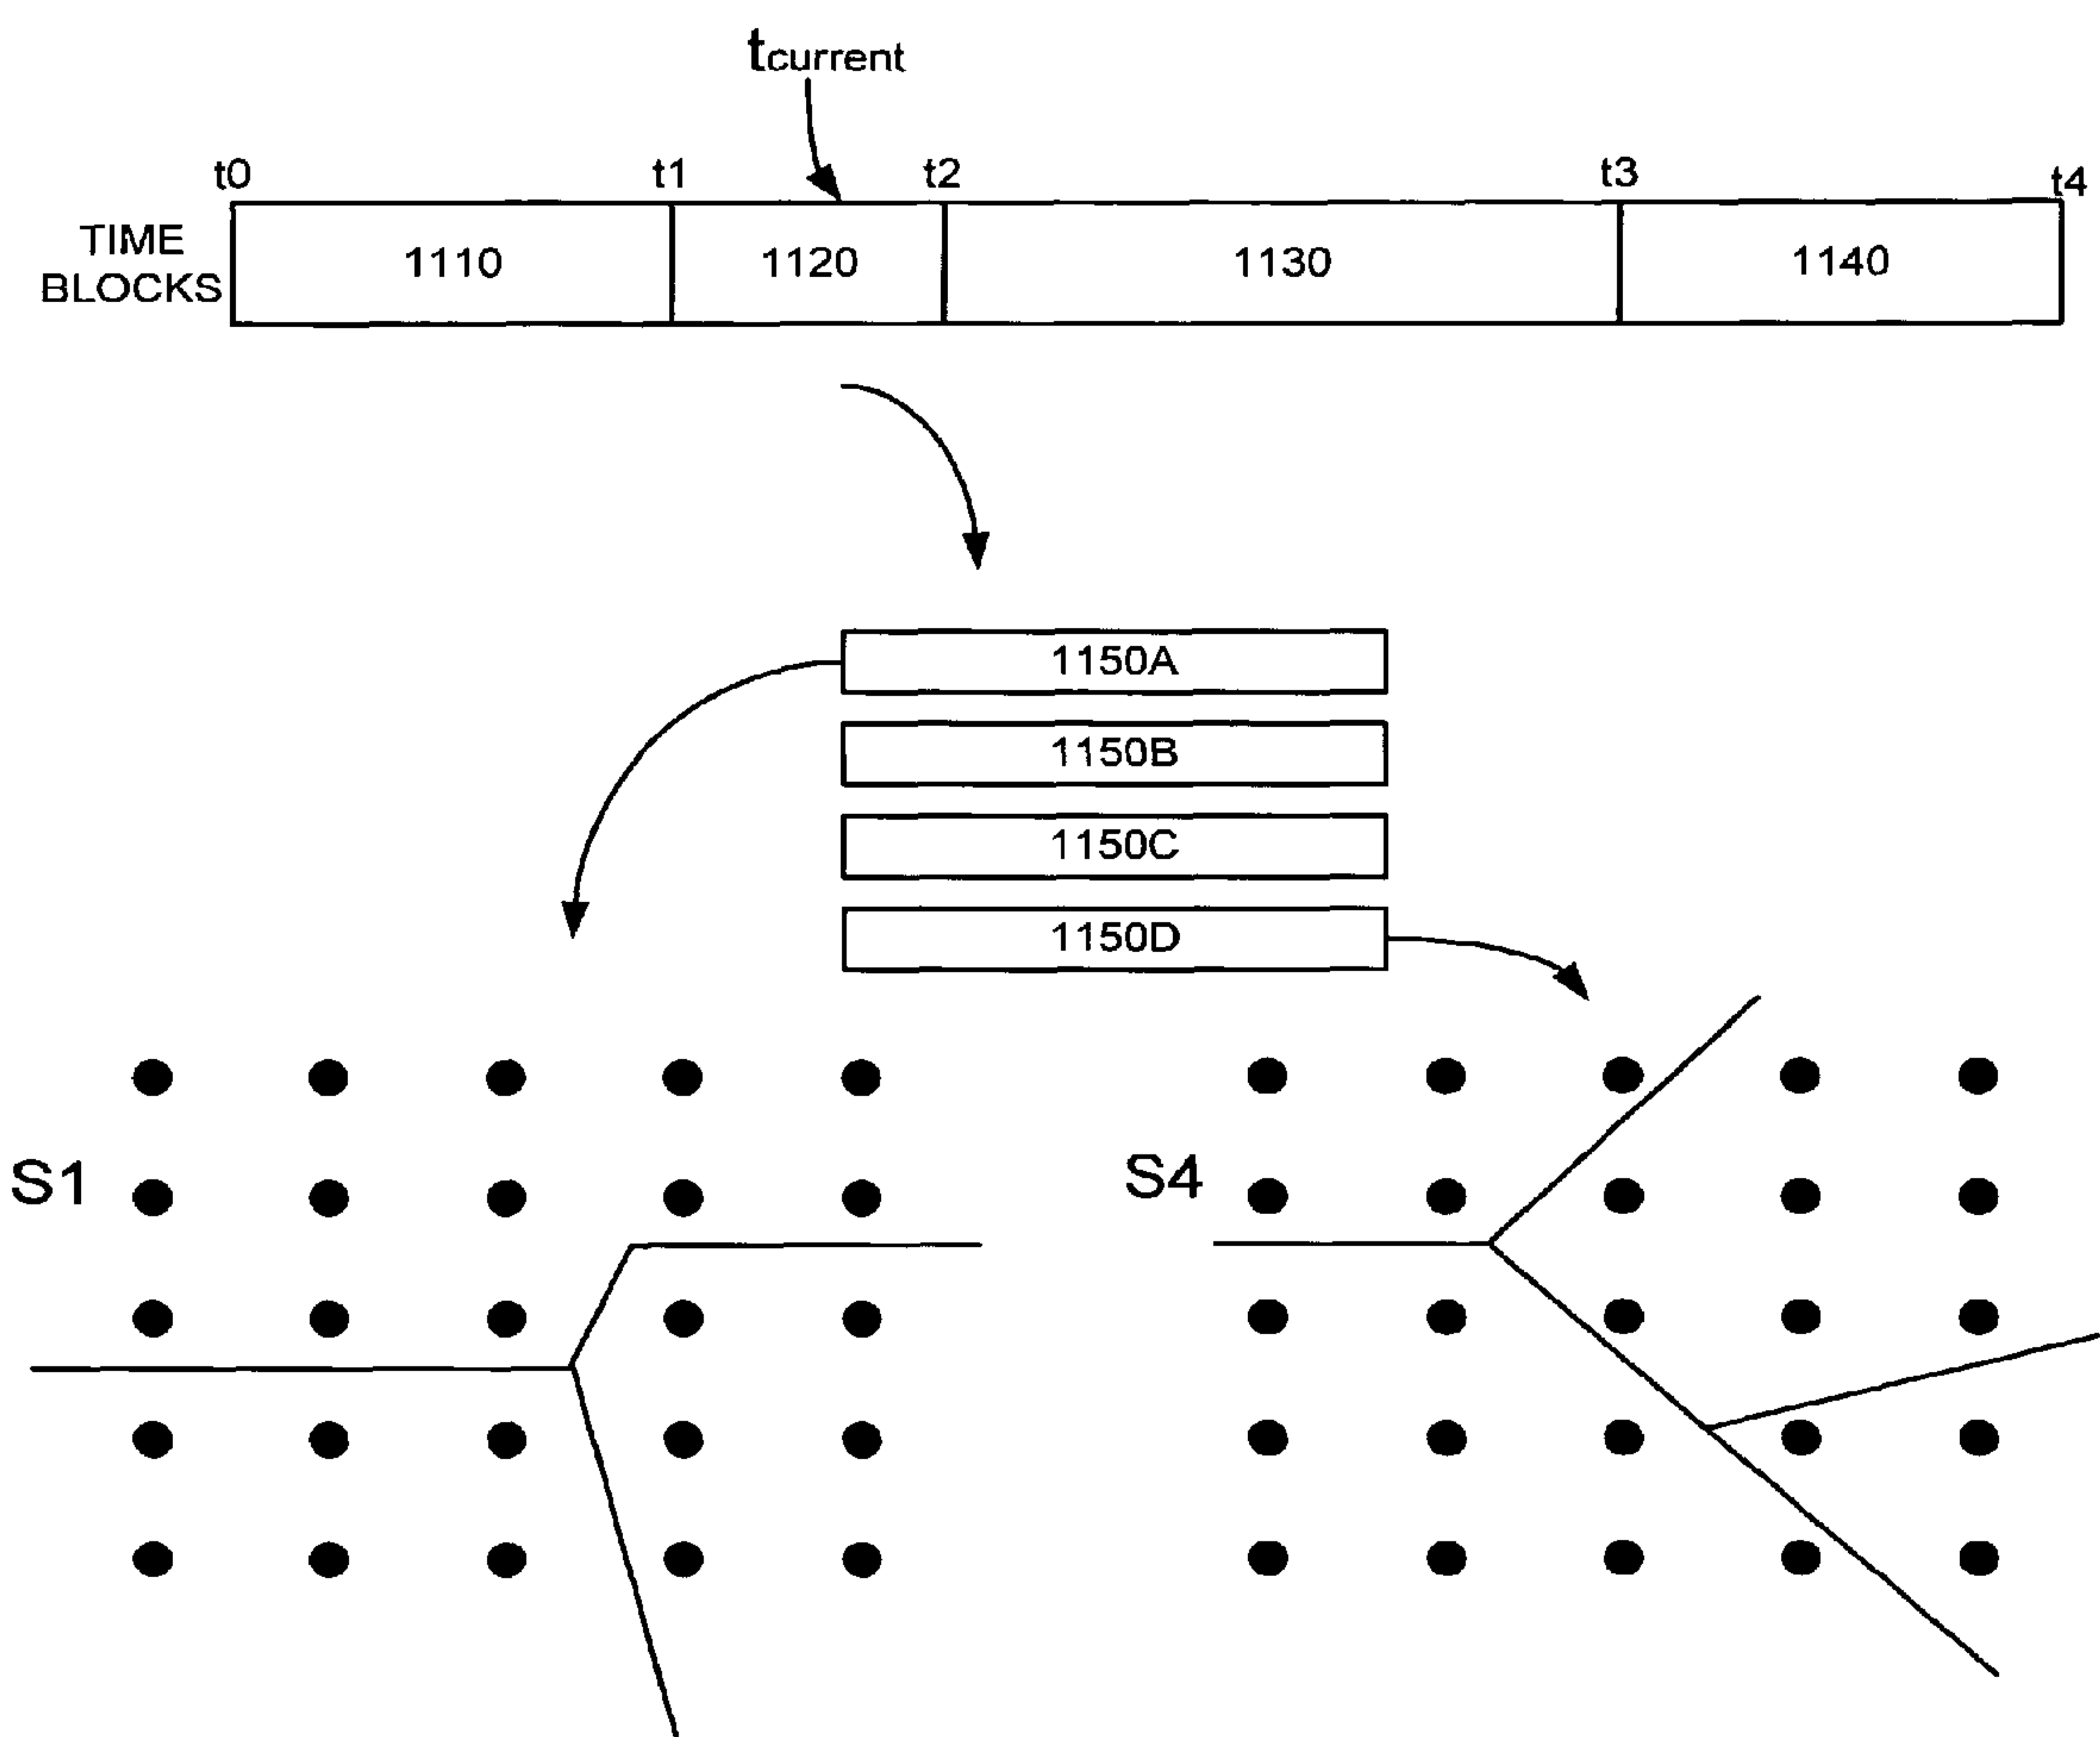 tcurrent
t0 t1 t2 t3 t4
TIME
BLOCKS
1110 1120 1130 1140
1150A
1150B
1150C
1150D
S1 S4